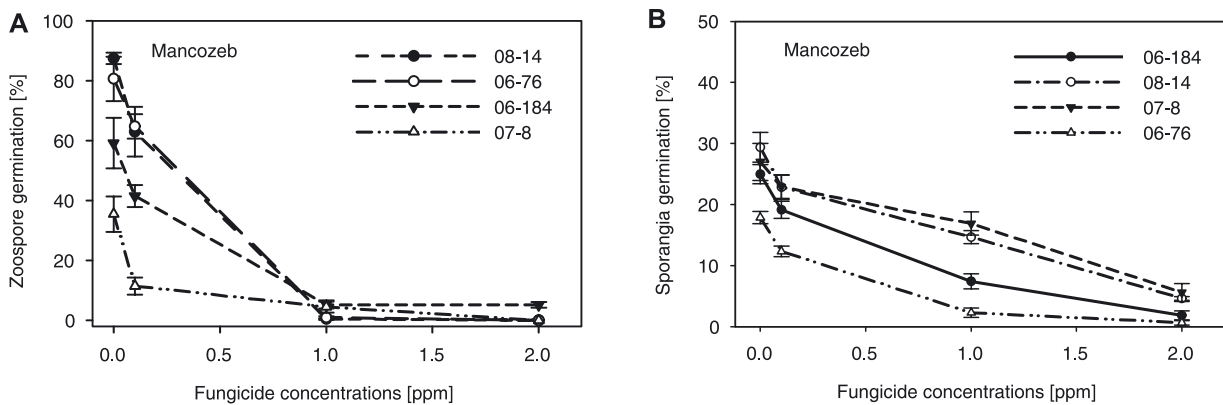 A
Mancozeb
08-14
06-76
06-184
07-8
Zoospore germination [%]
100
80
60
40
20
0
0.0 0.5 1.0 1.5 2.0
Fungicide concentrations [ppm]
B
Mancozeb
06-184
08-14
07-8
06-76
Sporangia germination [%]
50
40
30
20
10
0
0.0 0.5 1.0 1.5 2.0
Fungicide concentrations [ppm]